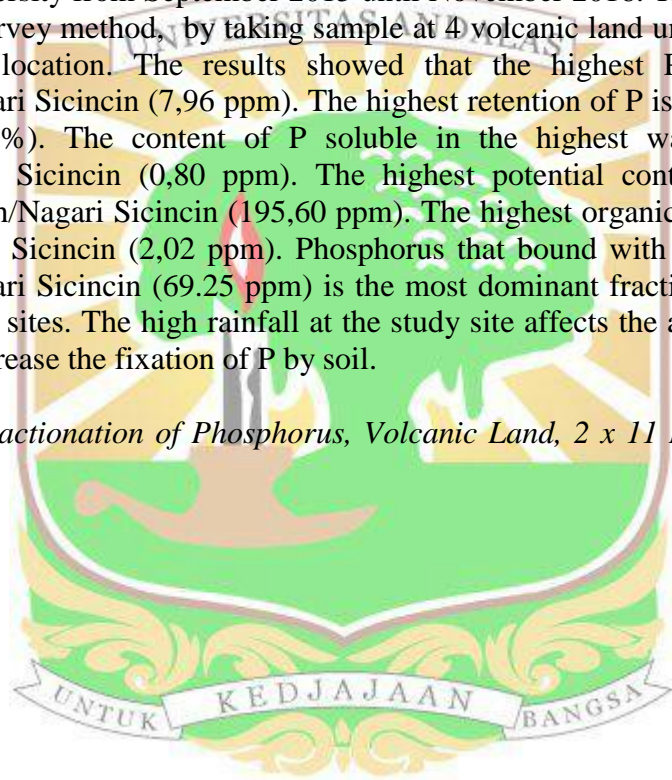 ersity from September 2015 until November 2016. T
rvey method, by taking sample at 4 volcanic land u
UNIVERSITAS ANDALAS
location. The results showed that the highest
ari Sicincin (7,96 ppm). The highest retention of P is
%). The content of P soluble in the highest wa
Sicincin (0,80 ppm). The highest potential cont
n/Nagari Sicincin (195,60 ppm). The highest organic
Sicincin (2,02 ppm). Phosphorus that bound with
ari Sicincin (69.25 ppm) is the most dominant fracti
sites. The high rainfall at the study site affects the a
rease the fixation of P by soil.
actionation of Phosphorus, Volcanic Land, 2 x 11
UNTUK KEDJAJAAN BANGSA